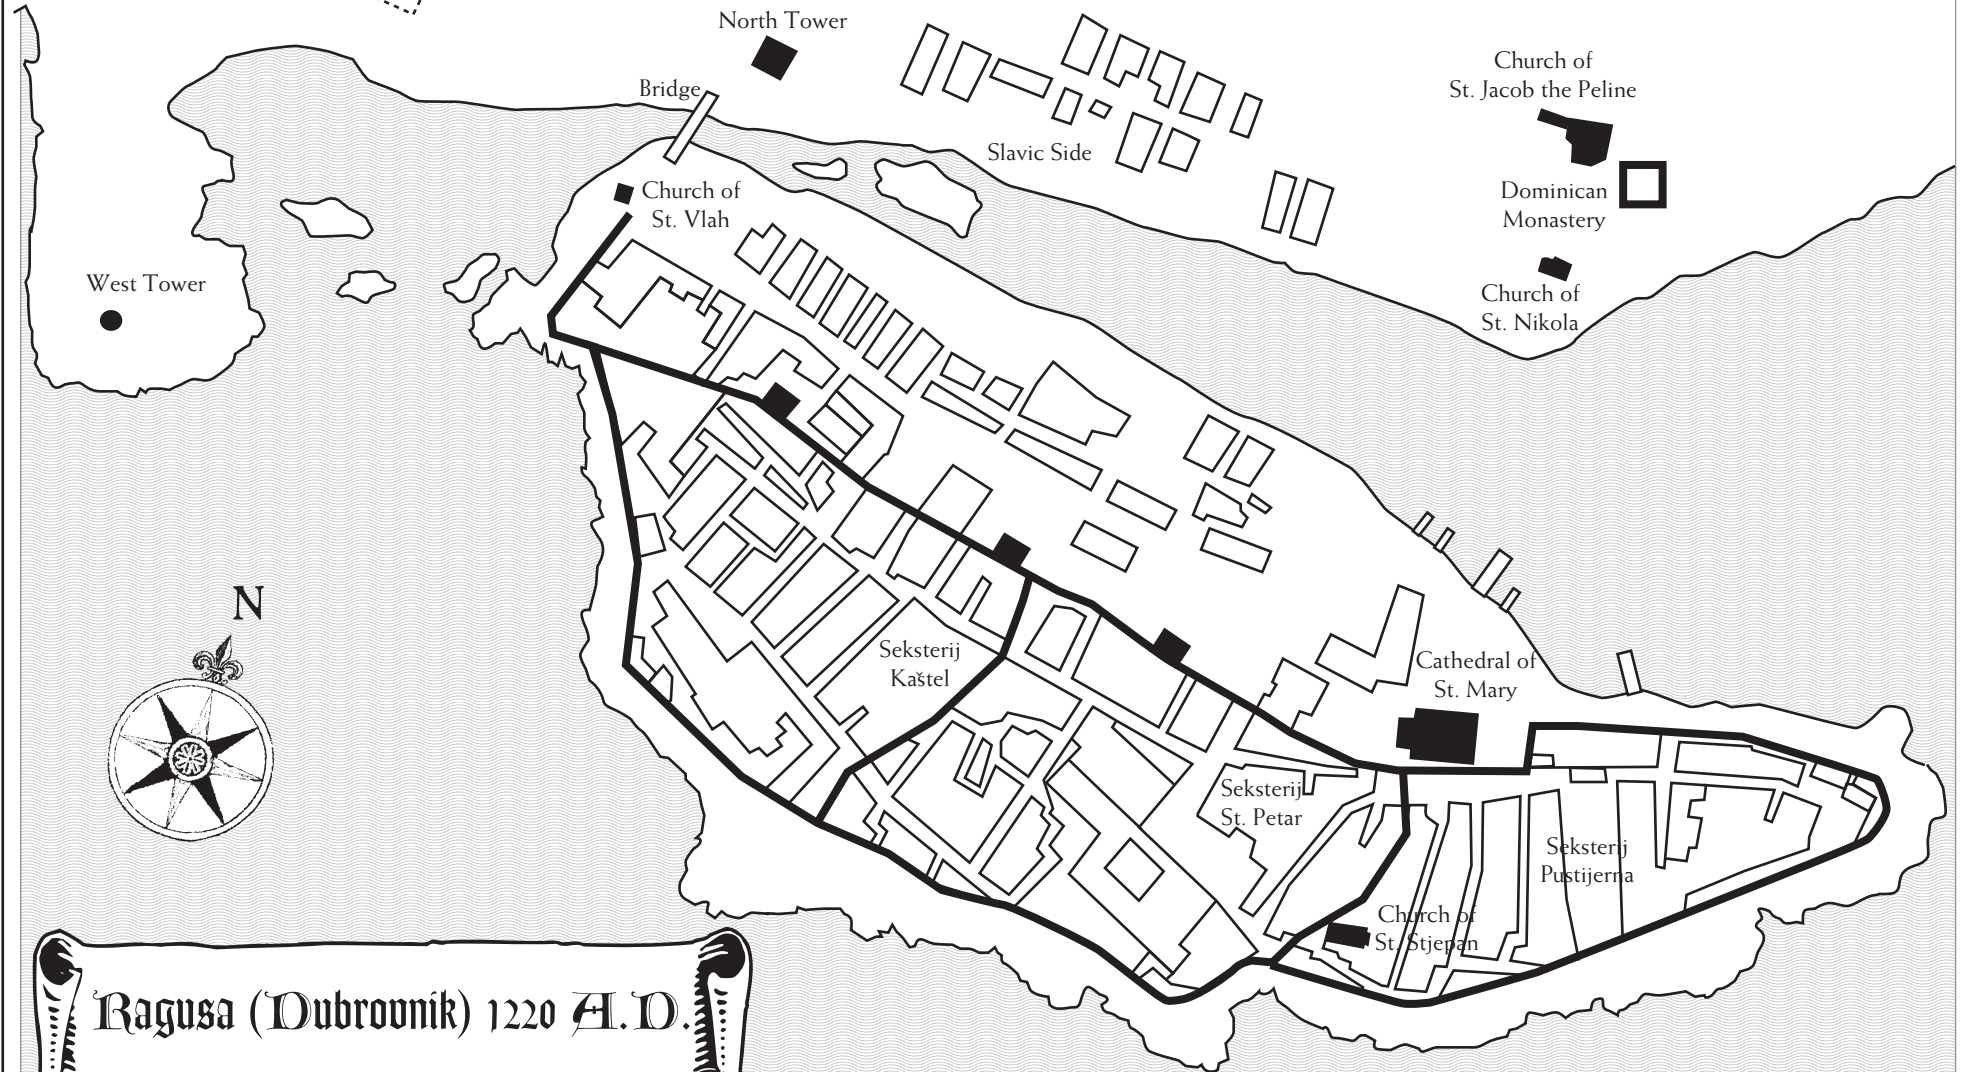 North Tower
Church of
St. Jacob the Peline
Bridge
Slavic Side
Church of
St. Vlah
Dominican
Monastery
West Tower
Church of
St. Nikola
N
Seksterij
Kaštel
Cathedral of
St. Mary
Seksterij
St. Petar
Seksterij
Pustijerna
Church of
St. Stjepan
Ragusa (Dubrovnik) 1220 A.D.